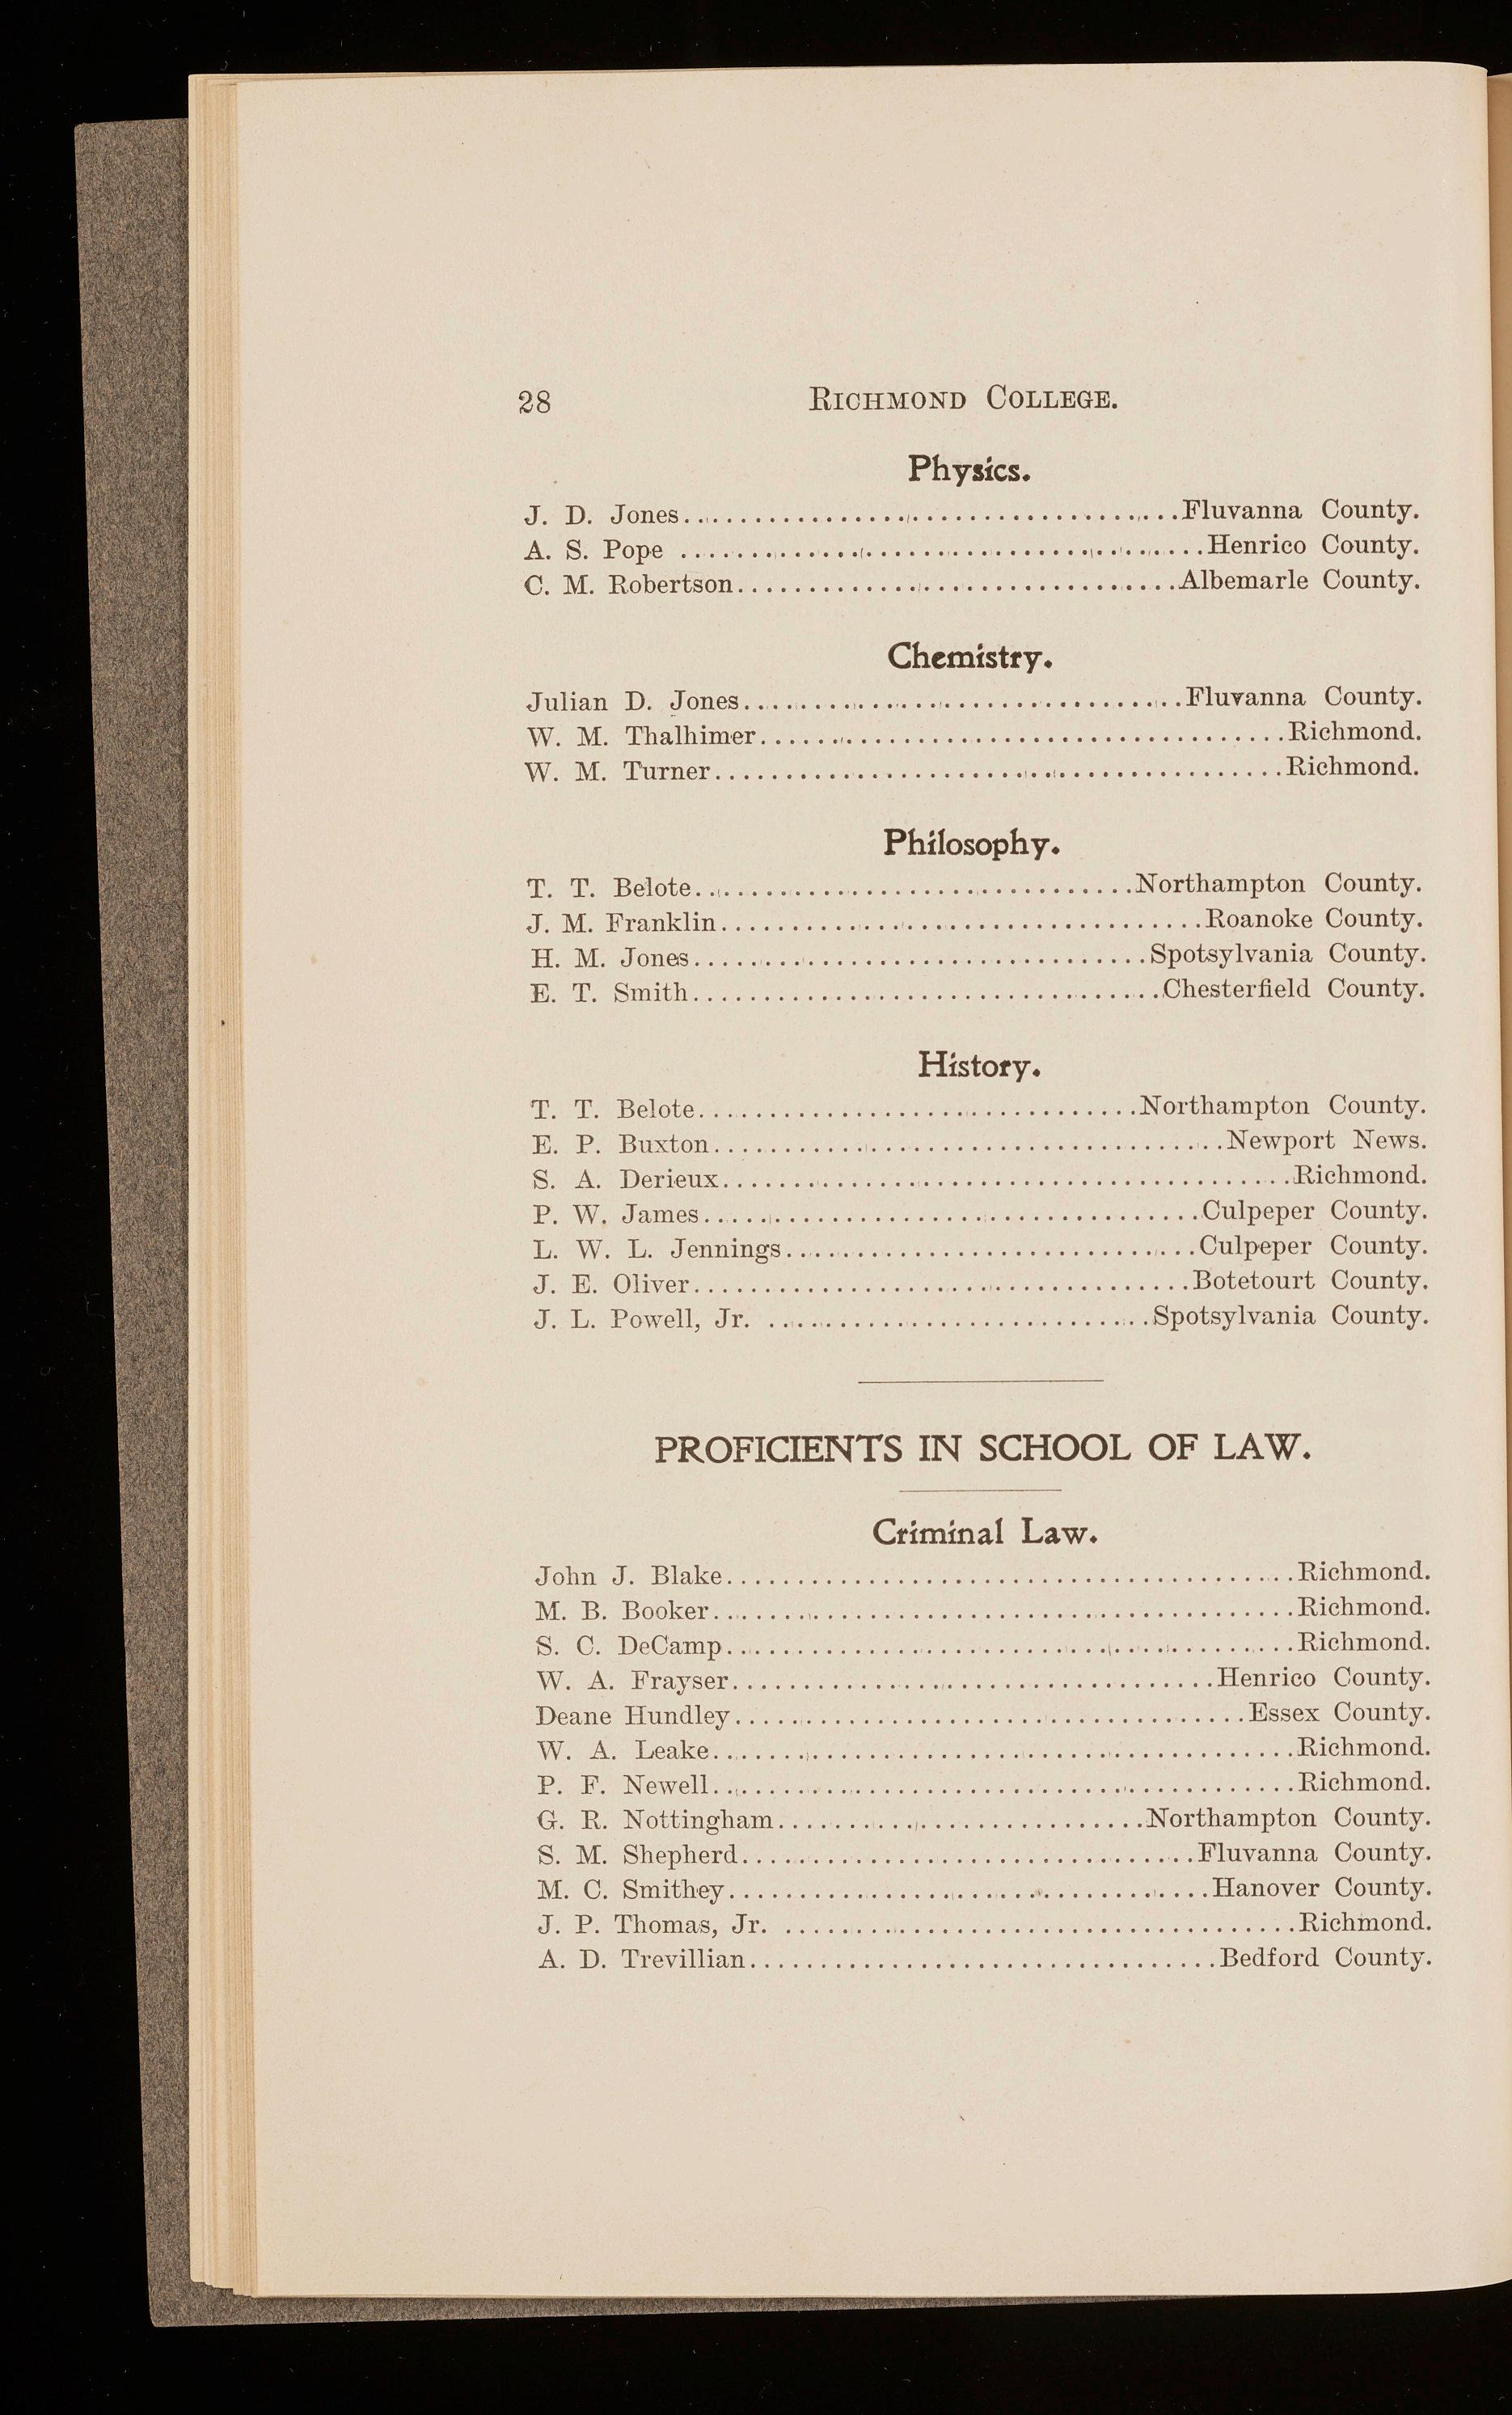 28 RICHMOND COLLEGE.
Physics.
J. D. Jones........................................Fluvanna County.
A. S. Pope ........................................Henrico County.
C. M. Robertson........................................Albemarle County.
Chemistry.
Julian D. Jones........................................Fluvanna County.
W. M. Thalhimer........................................Richmond.
W. M. Turner........................................Richmond.
Philosophy.
T. T. Belote........................................Northampton County.
J. M. Franklin........................................Roanoke County.
H. M. Jones........................................Spotsylvania County.
E. T. Smith........................................Chesterfield County.
History.
T. T. Belote........................................Northampton County.
E. P. Buxton........................................Newport News.
S. A. Derieux........................................Richmond.
P. W. James........................................Culpeper County.
L. W. L. Jennings........................................Culpeper County.
J. E. Oliver........................................Botetourt County.
J. L. Powell, Jr. ........................................Spotsylvania County.
PROFICIENTS IN SCHOOL OF LAW.
Criminal Law.
John J. Blake........................................Richmond.
M. B. Booker........................................Richmond.
S. C. DeCamp........................................Richmond.
W. A. Frayser........................................Henrico County.
Deane Hundley........................................Essex County.
W. A. Leake........................................Richmond.
P. F. Newell........................................Richmond.
G. R. Nottingham........................................Northampton County.
S. M. Shepherd........................................Fluvanna County.
M. C. Smithey........................................Hanover County.
J. P. Thomas, Jr. ........................................Richmond.
A. D. Trevillian........................................Bedford County.